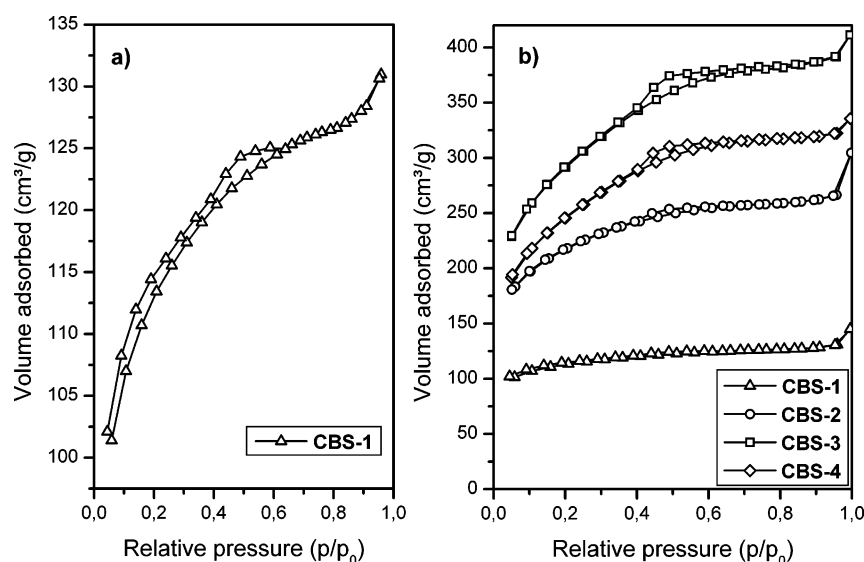 a)
135
130
125
120
115
110
105
100
Volume adsorbed (cm³/g)
CBS-1
0,0 0,2 0,4 0,6 0,8 1,0
Relative pressure (p/p₀)
b)
400
350
300
250
200
150
100
50
0
Volume adsorbed (cm³/g)
CBS-1
CBS-2
CBS-3
CBS-4
0,0 0,2 0,4 0,6 0,8 1,0
Relative pressure (p/p₀)